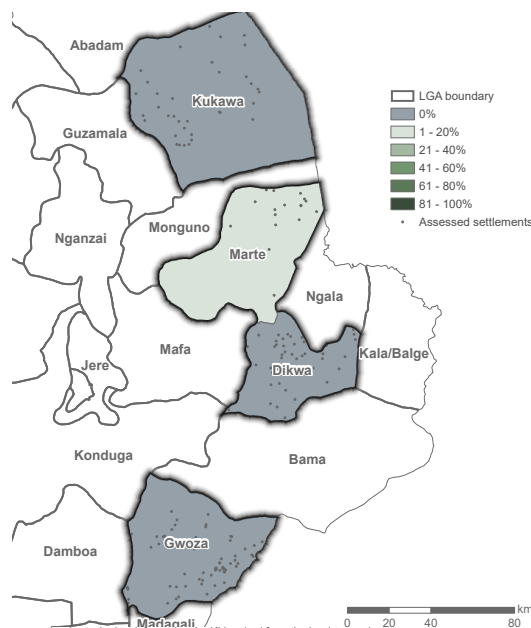 Abadam
Kukawa
Guzamala
Nganzai
Monguno
Marte
Ngala
Mafa
Jere
Dikwa
Kala/Balge
Konduga
Bama
Gwoza
Damboa
Madagali
LGA boundary
0%
1 - 20%
21 - 40%
41 - 60%
61 - 80%
81 - 100%
Assessed settlements
km
0 20 40 80